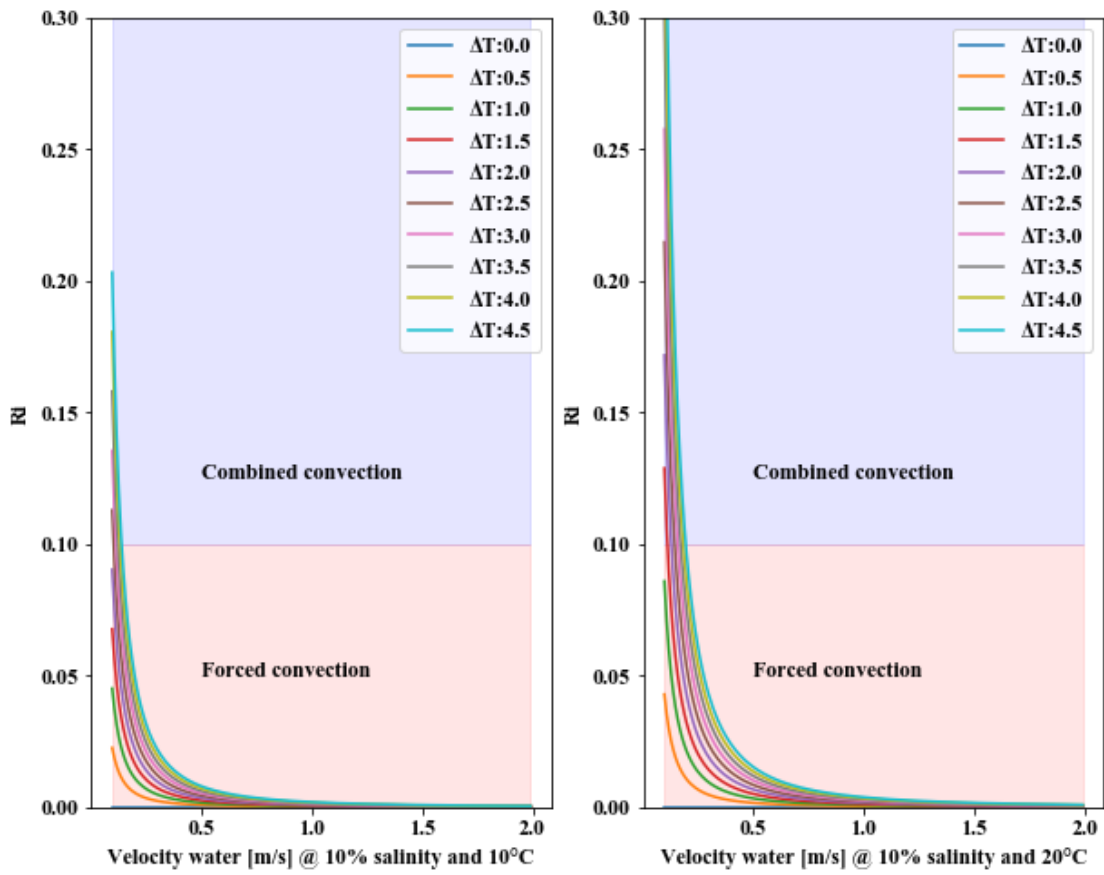 0.30
0.25
0.20
0.15
0.10
0.05
0.00
Ri
ΔT:0.0
ΔT:0.5
ΔT:1.0
ΔT:1.5
ΔT:2.0
ΔT:2.5
ΔT:3.0
ΔT:3.5
ΔT:4.0
ΔT:4.5
Combined convection
Forced convection
0.5 1.0 1.5 2.0
Velocity water [m/s] @ 10% salinity and 10°C
0.30
0.25
0.20
0.15
0.10
0.05
0.00
Ri
ΔT:0.0
ΔT:0.5
ΔT:1.0
ΔT:1.5
ΔT:2.0
ΔT:2.5
ΔT:3.0
ΔT:3.5
ΔT:4.0
ΔT:4.5
Combined convection
Forced convection
0.5 1.0 1.5 2.0
Velocity water [m/s] @ 10% salinity and 20°C